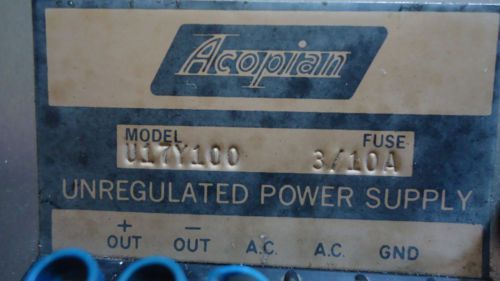 Acopian
MODEL FUSE
U17Y100 3/10A
UNREGULATED POWER SUPPLY
+ − A.C. A.C. GND
OUT OUT